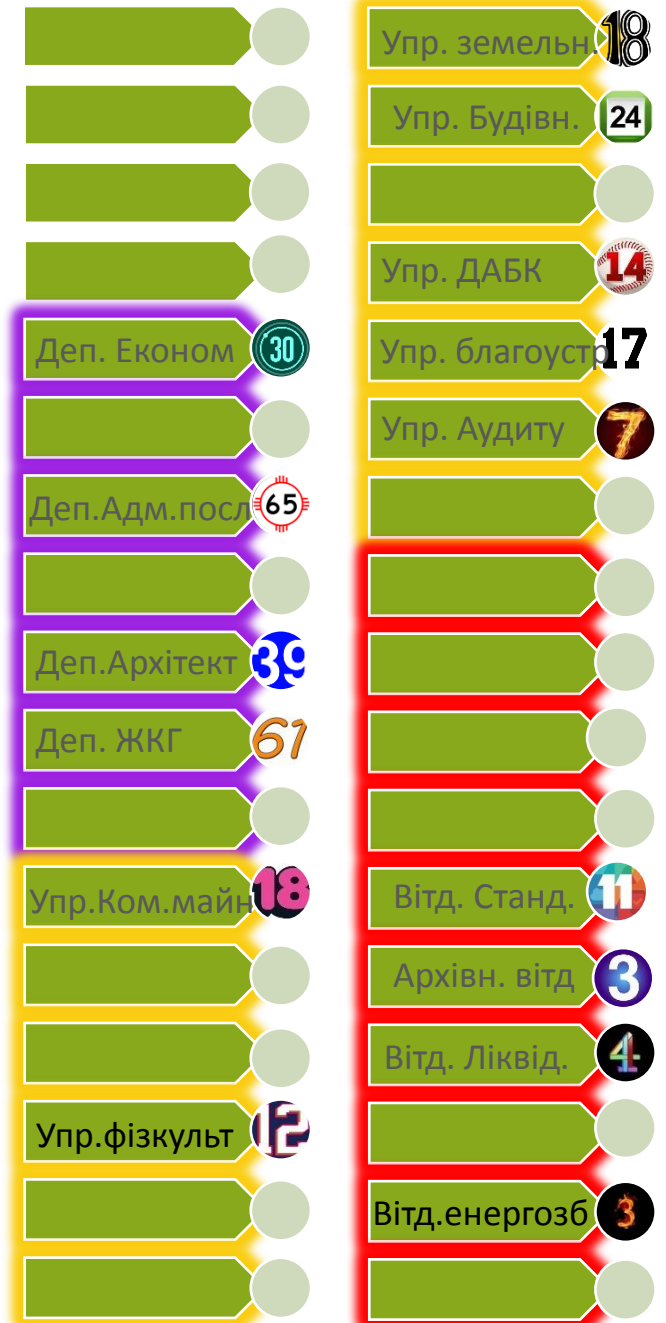 Деп. Економ 30
Деп.Адм.посл 65
Деп.Архітект 39
Деп. ЖКГ 61
Упр.Ком.майн 18
Упр.фізкульт 12
Упр. земельн. 18
Упр. Будівн. 24
Упр. ДАБК 14
Упр. благоустр 17
Упр. Аудиту 7
Вітд. Станд. 11
Архівн. вітд 3
Вітд. Ліквід. 4
Вітд.енергозб 3